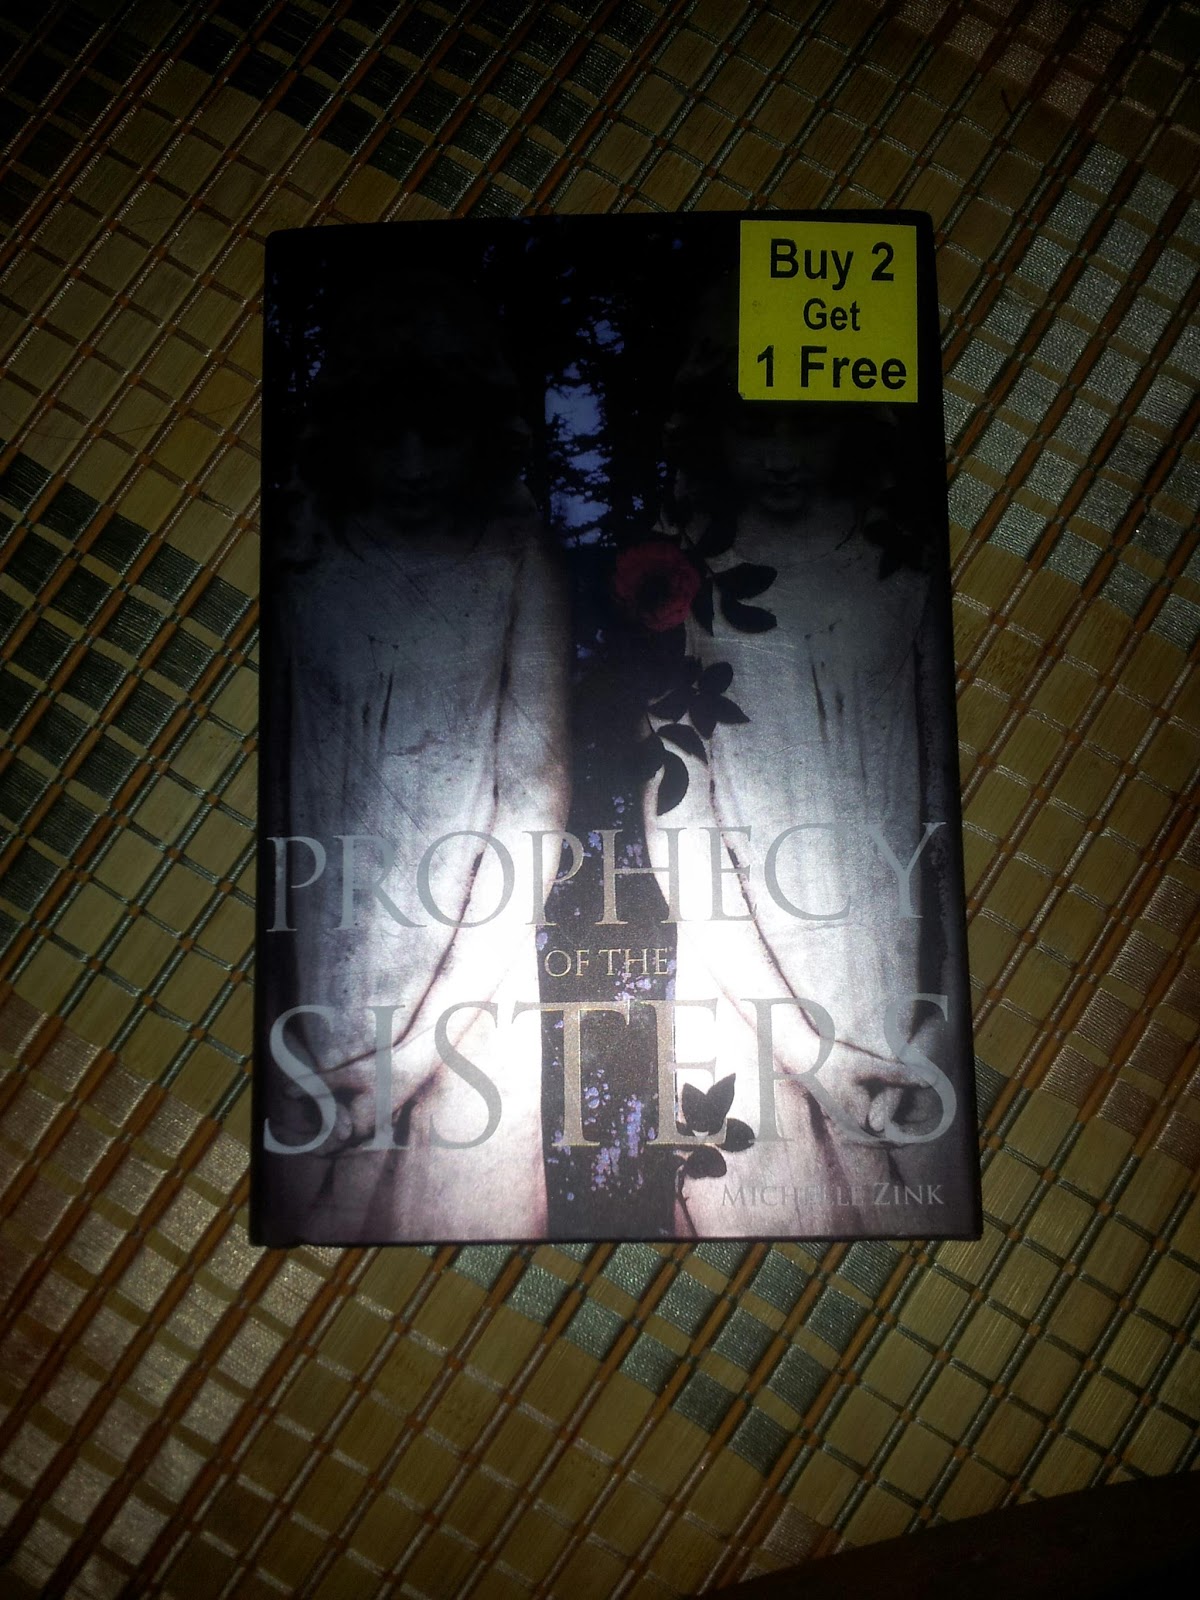 Buy 2
Get
1 Free
PROPHECY
OF THE
SISTERS
MICHELLE ZINK